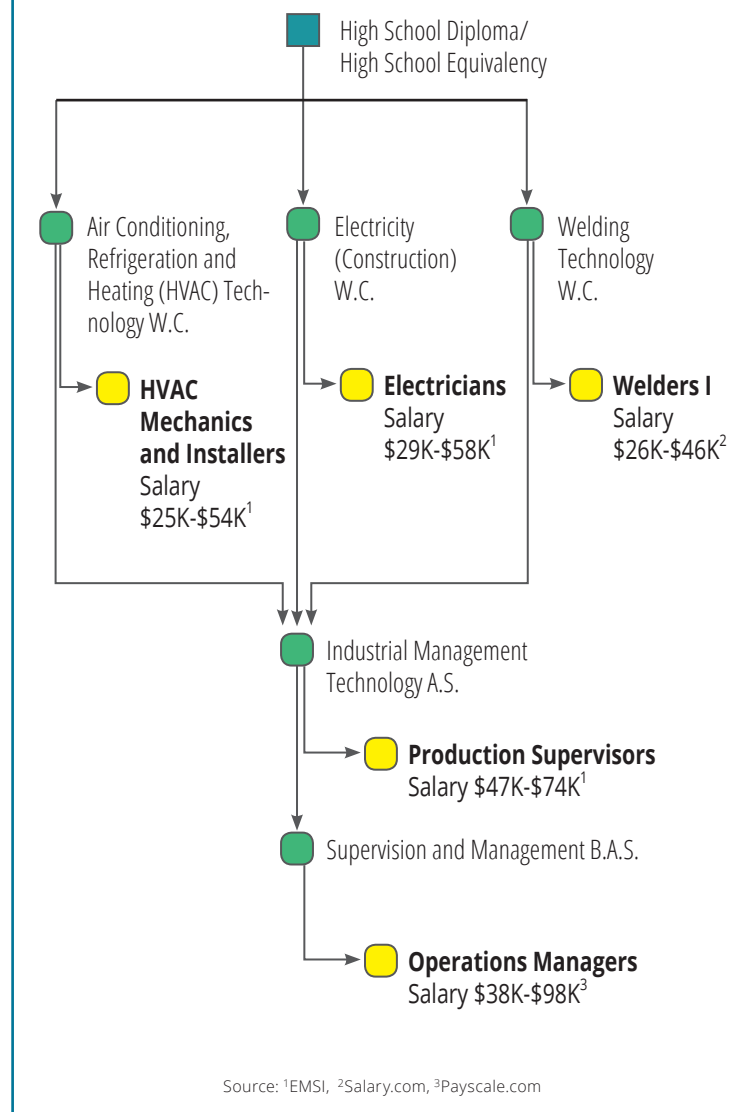 High School Diploma/
High School Equivalency
Air Conditioning,
Refrigeration and
Heating (HVAC) Tech-
nology W.C.
Electricity
(Construction)
W.C.
Welding
Technology
W.C.
HVAC
Mechanics
and Installers
Salary
$25K-$54K¹
Electricians
Salary
$29K-$58K¹
Welders I
Salary
$26K-$46K²
Industrial Management
Technology A.S.
Production Supervisors
Salary $47K-$74K¹
Supervision and Management B.A.S.
Operations Managers
Salary $38K-$98K³
Source: ¹EMSI, ²Salary.com, ³Payscale.com